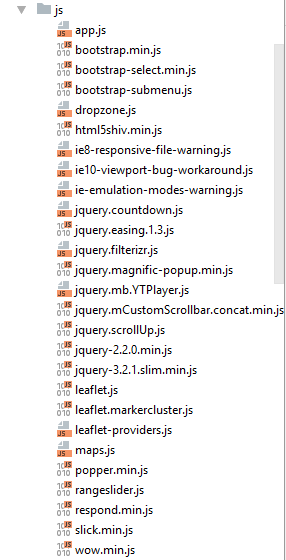 js
app.js
bootstrap.min.js
bootstrap-select.min.js
bootstrap-submenu.js
dropzone.js
html5shiv.min.js
ie8-responsive-file-warning.js
ie10-viewport-bug-workaround.js
ie-emulation-modes-warning.js
jquery.countdown.js
jquery.easing.1.3.js
jquery.filterizr.js
jquery.magnific-popup.min.js
jquery.mb.YTPlayer.js
jquery.mCustomScrollbar.concat.min.js
jquery.scrollUp.js
jquery-2.2.0.min.js
jquery-3.2.1.slim.min.js
leaflet.js
leaflet.markercluster.js
leaflet-providers.js
maps.js
popper.min.js
rangeslider.js
respond.min.js
slick.min.js
wow.min.js